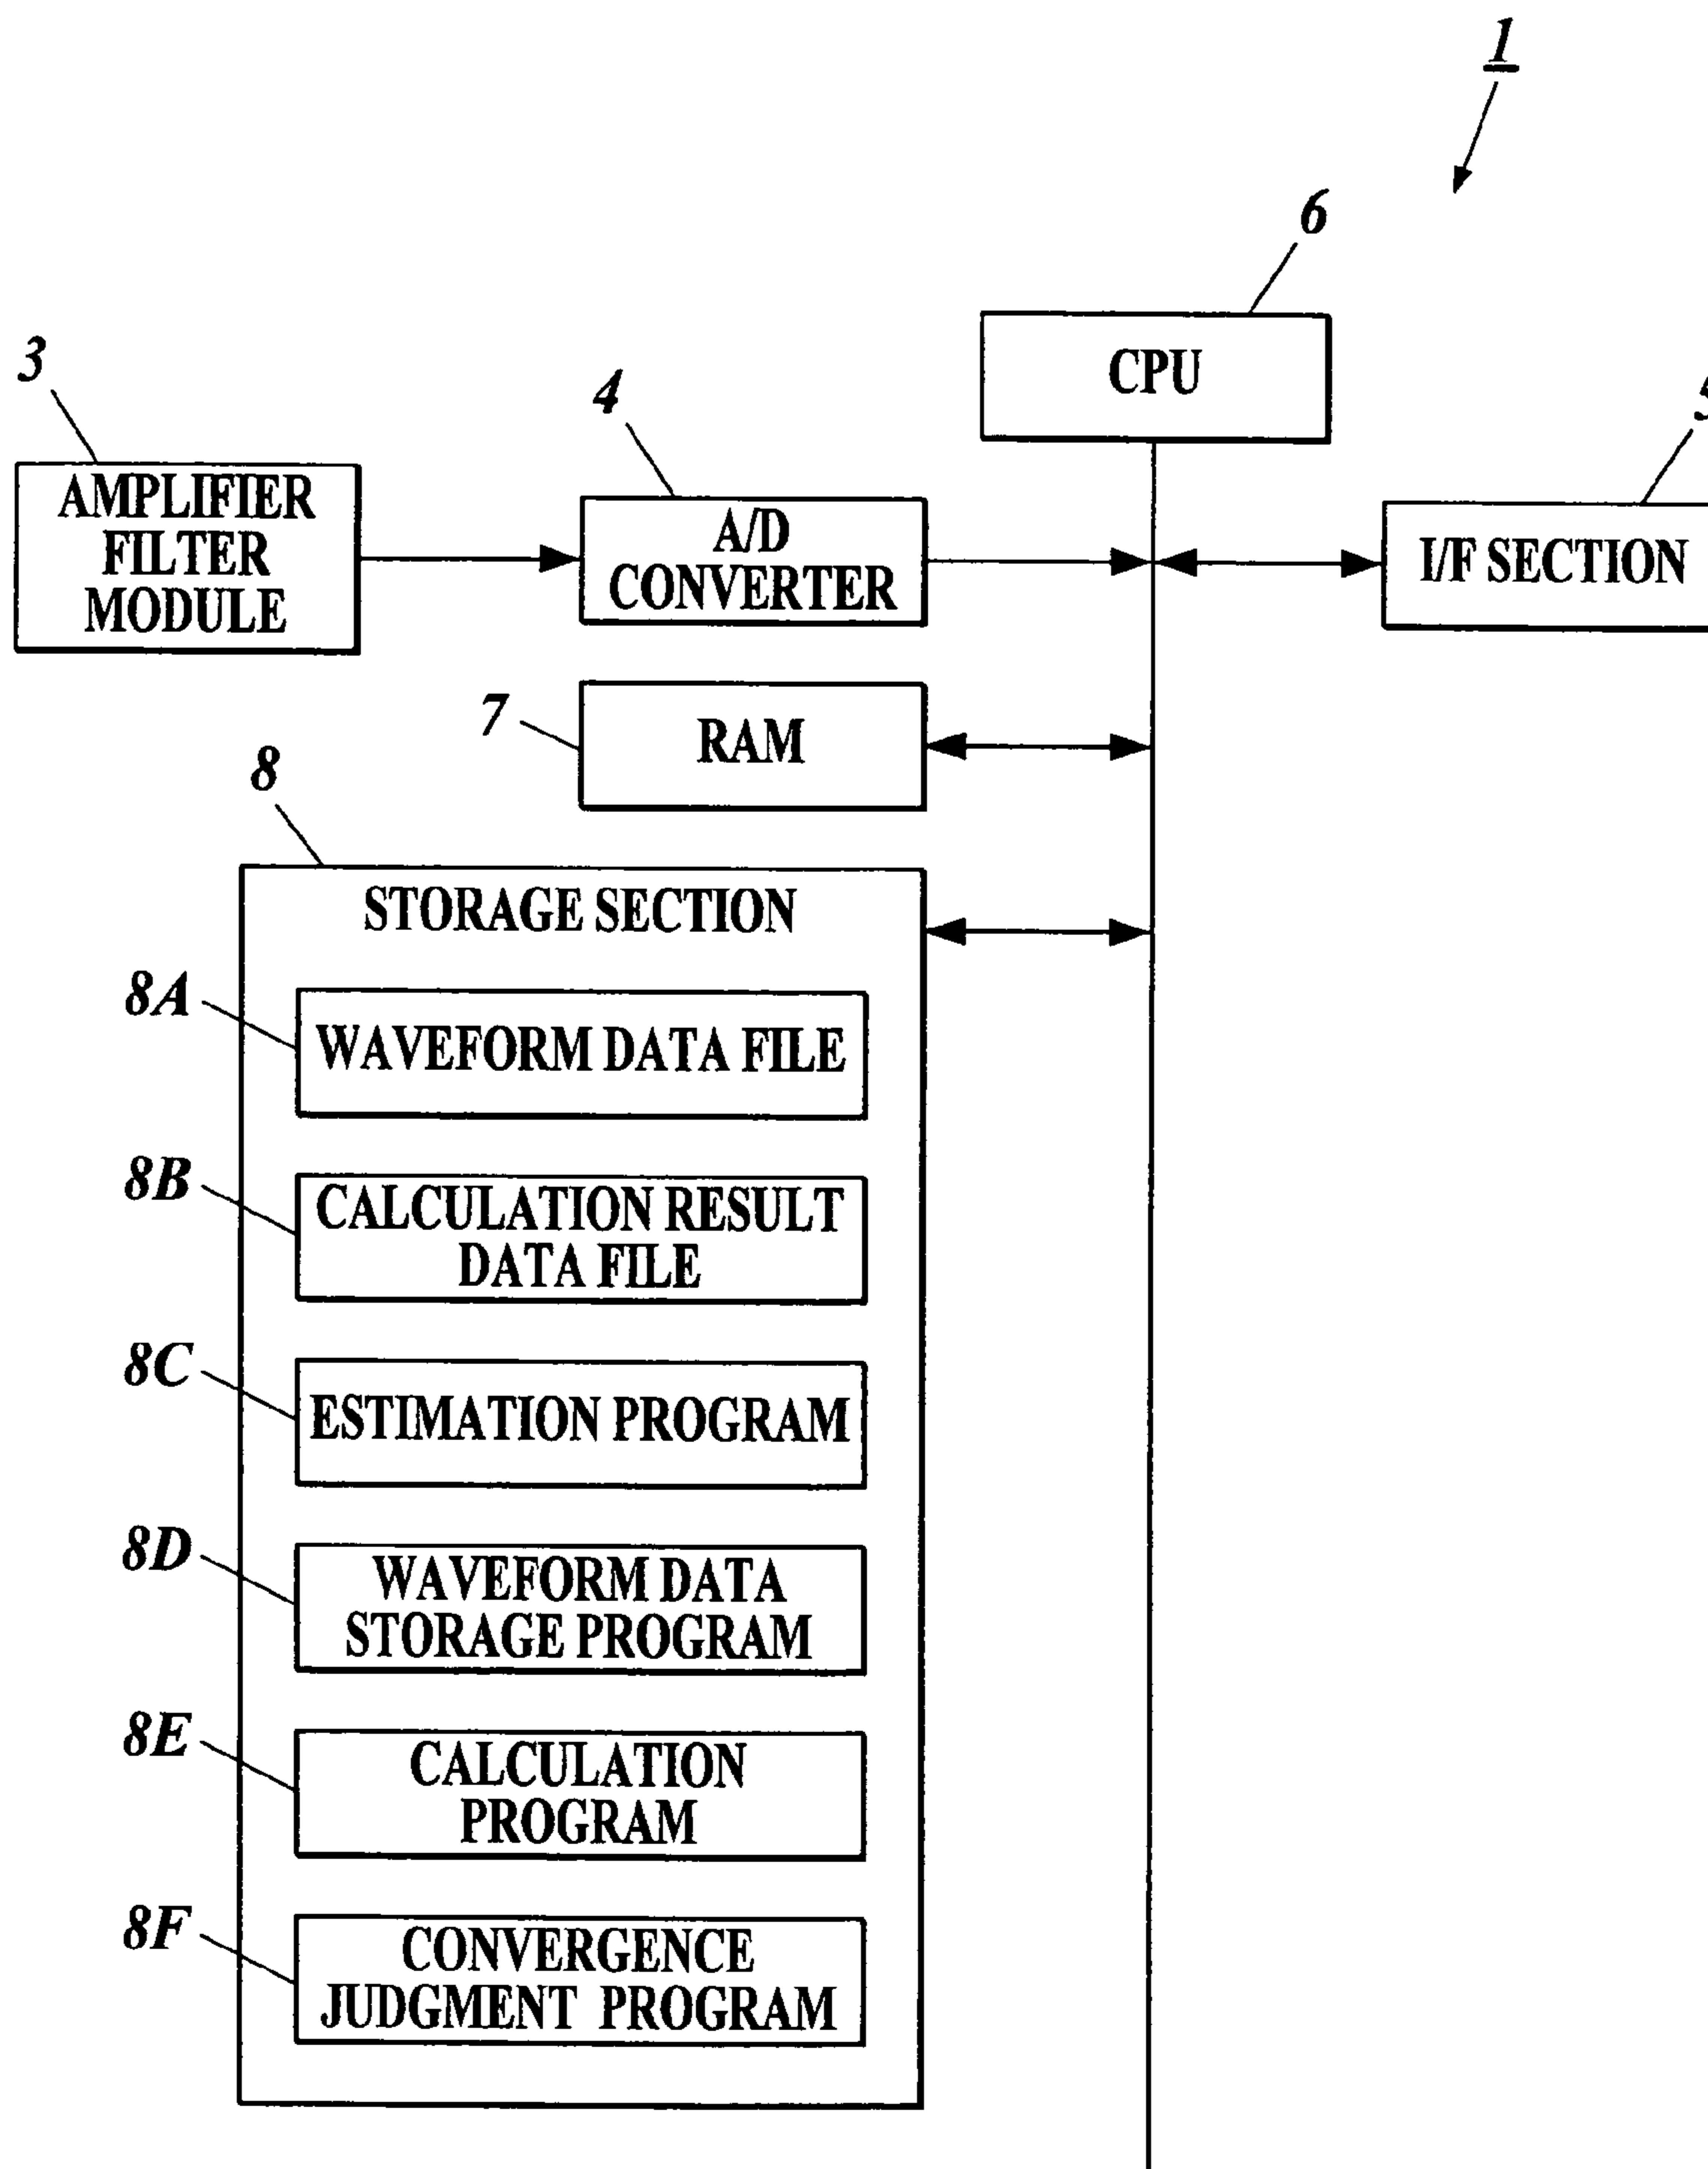 1
6
CPU
3
AMPLIFIER
FILTER
MODULE
4
A/D
CONVERTER
5
I/F SECTION
7
RAM
8
STORAGE SECTION
8A
WAVEFORM DATA FILE
8B
CALCULATION RESULT
DATA FILE
8C
ESTIMATION PROGRAM
8D
WAVEFORM DATA
STORAGE PROGRAM
8E
CALCULATION
PROGRAM
8F
CONVERGENCE
JUDGMENT PROGRAM